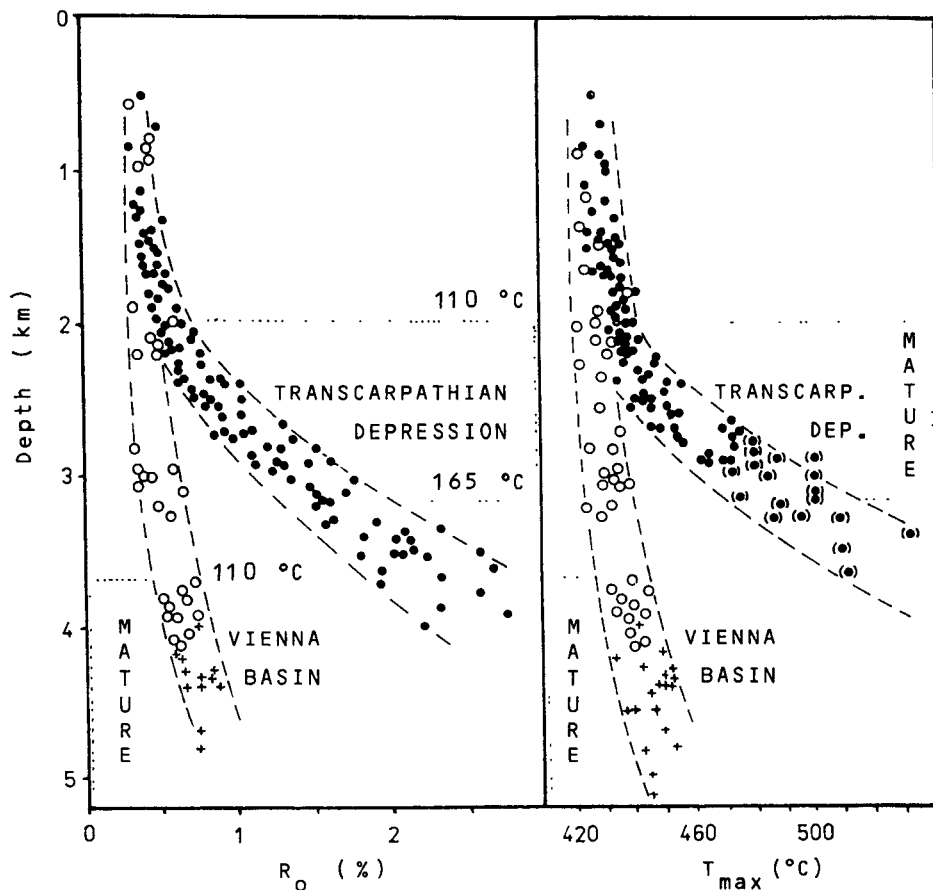 0
1
2
3
4
5
Depth (km)
110 °C
TRANSCARPATHIAN
DEPRESSION
165 °C
110 °C
VIENNA
BASIN
MATURE
0
1
2
R₀ (%)
MATURE
TRANSCARP.
DEP.
VIENNA
BASIN
MATURE
420
460
500
Tmax (°C)